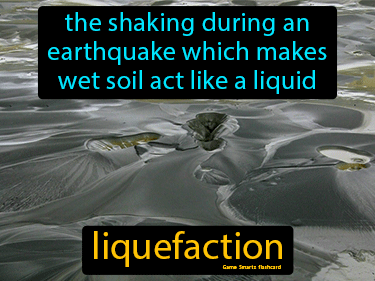 the shaking during an
earthquake which makes
wet soil act like a liquid
liquefaction
Game Smartz flashcard